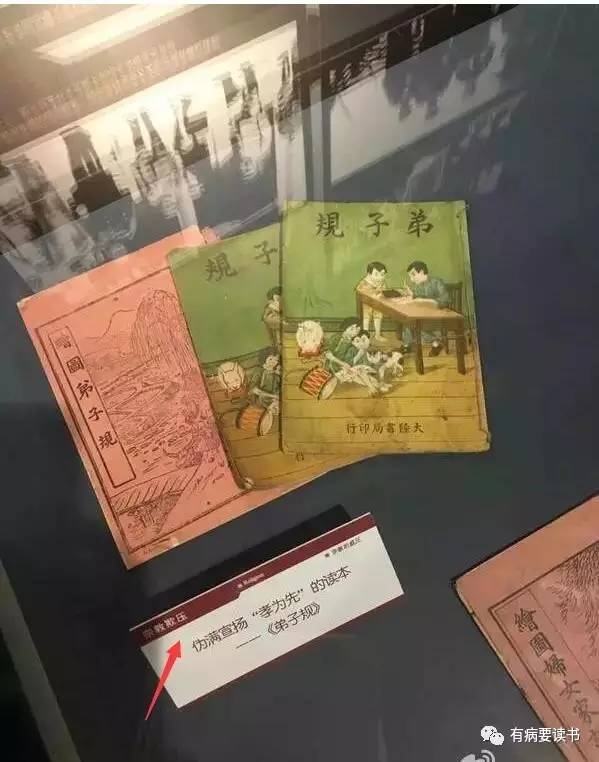 弟子規
子規
繪圖弟子規
大陸書局印行
宗教欺压
Religion
伪满宣扬“孝为先”的读本
——《弟子规》
繪圖婦女家
有病要读书